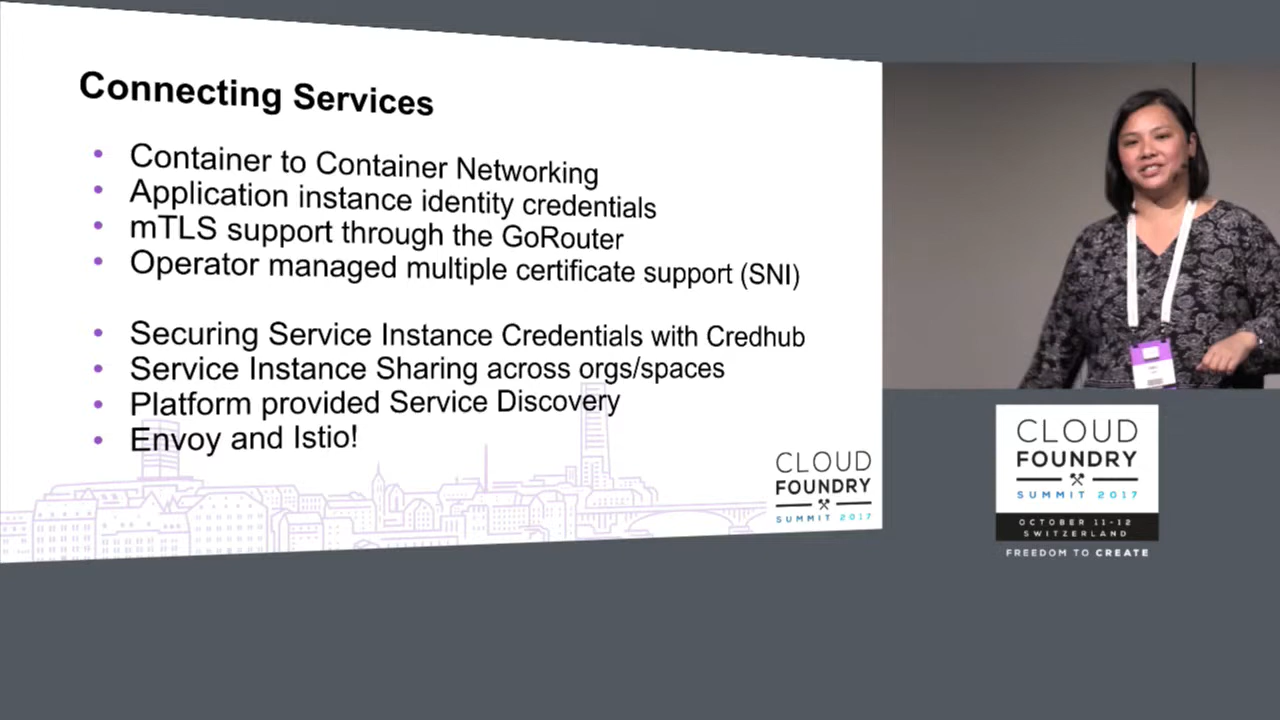 Connecting Services
• Container to Container Networking
• Application instance identity credentials
• mTLS support through the GoRouter
• Operator managed multiple certificate support (SNI)
• Securing Service Instance Credentials with Credhub
• Service Instance Sharing across orgs/spaces
• Platform provided Service Discovery
• Envoy and Istio!
CLOUD
FOUNDRY
SUMMIT 2017
CLOUD
FOUNDRY
SUMMIT 2017
OCTOBER 11-12
SWITZERLAND
FREEDOM TO CREATE